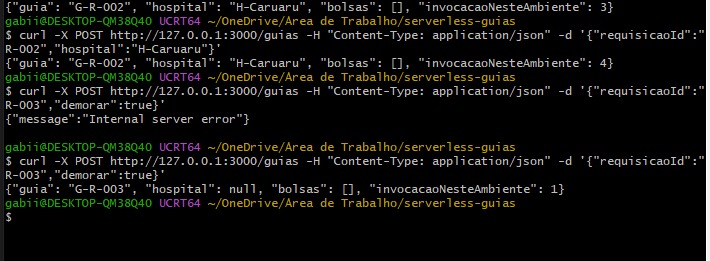 {"guia": "G-R-002", "hospital": "H-Caruaru", "bolsas": [], "invocacaoNesteAmbiente": 3}
gabii@DESKTOP-QM38Q40 UCRT64 ~/OneDrive/Área de Trabalho/serverless-guias
$ curl -X POST http://127.0.0.1:3000/guias -H "Content-Type: application/json" -d '{"requisicaoId":"
R-002","hospital":"H-Caruaru"}'
{"guia": "G-R-002", "hospital": "H-Caruaru", "bolsas": [], "invocacaoNesteAmbiente": 4}
gabii@DESKTOP-QM38Q40 UCRT64 ~/OneDrive/Área de Trabalho/serverless-guias
$ curl -X POST http://127.0.0.1:3000/guias -H "Content-Type: application/json" -d '{"requisicaoId":"
R-003","demorar":true}'
{"message":"Internal server error"}
gabii@DESKTOP-QM38Q40 UCRT64 ~/OneDrive/Área de Trabalho/serverless-guias
$ curl -X POST http://127.0.0.1:3000/guias -H "Content-Type: application/json" -d '{"requisicaoId":"
R-003","demorar":true}'
{"guia": "G-R-003", "hospital": null, "bolsas": [], "invocacaoNesteAmbiente": 1}
gabii@DESKTOP-QM38Q40 UCRT64 ~/OneDrive/Área de Trabalho/serverless-guias
$